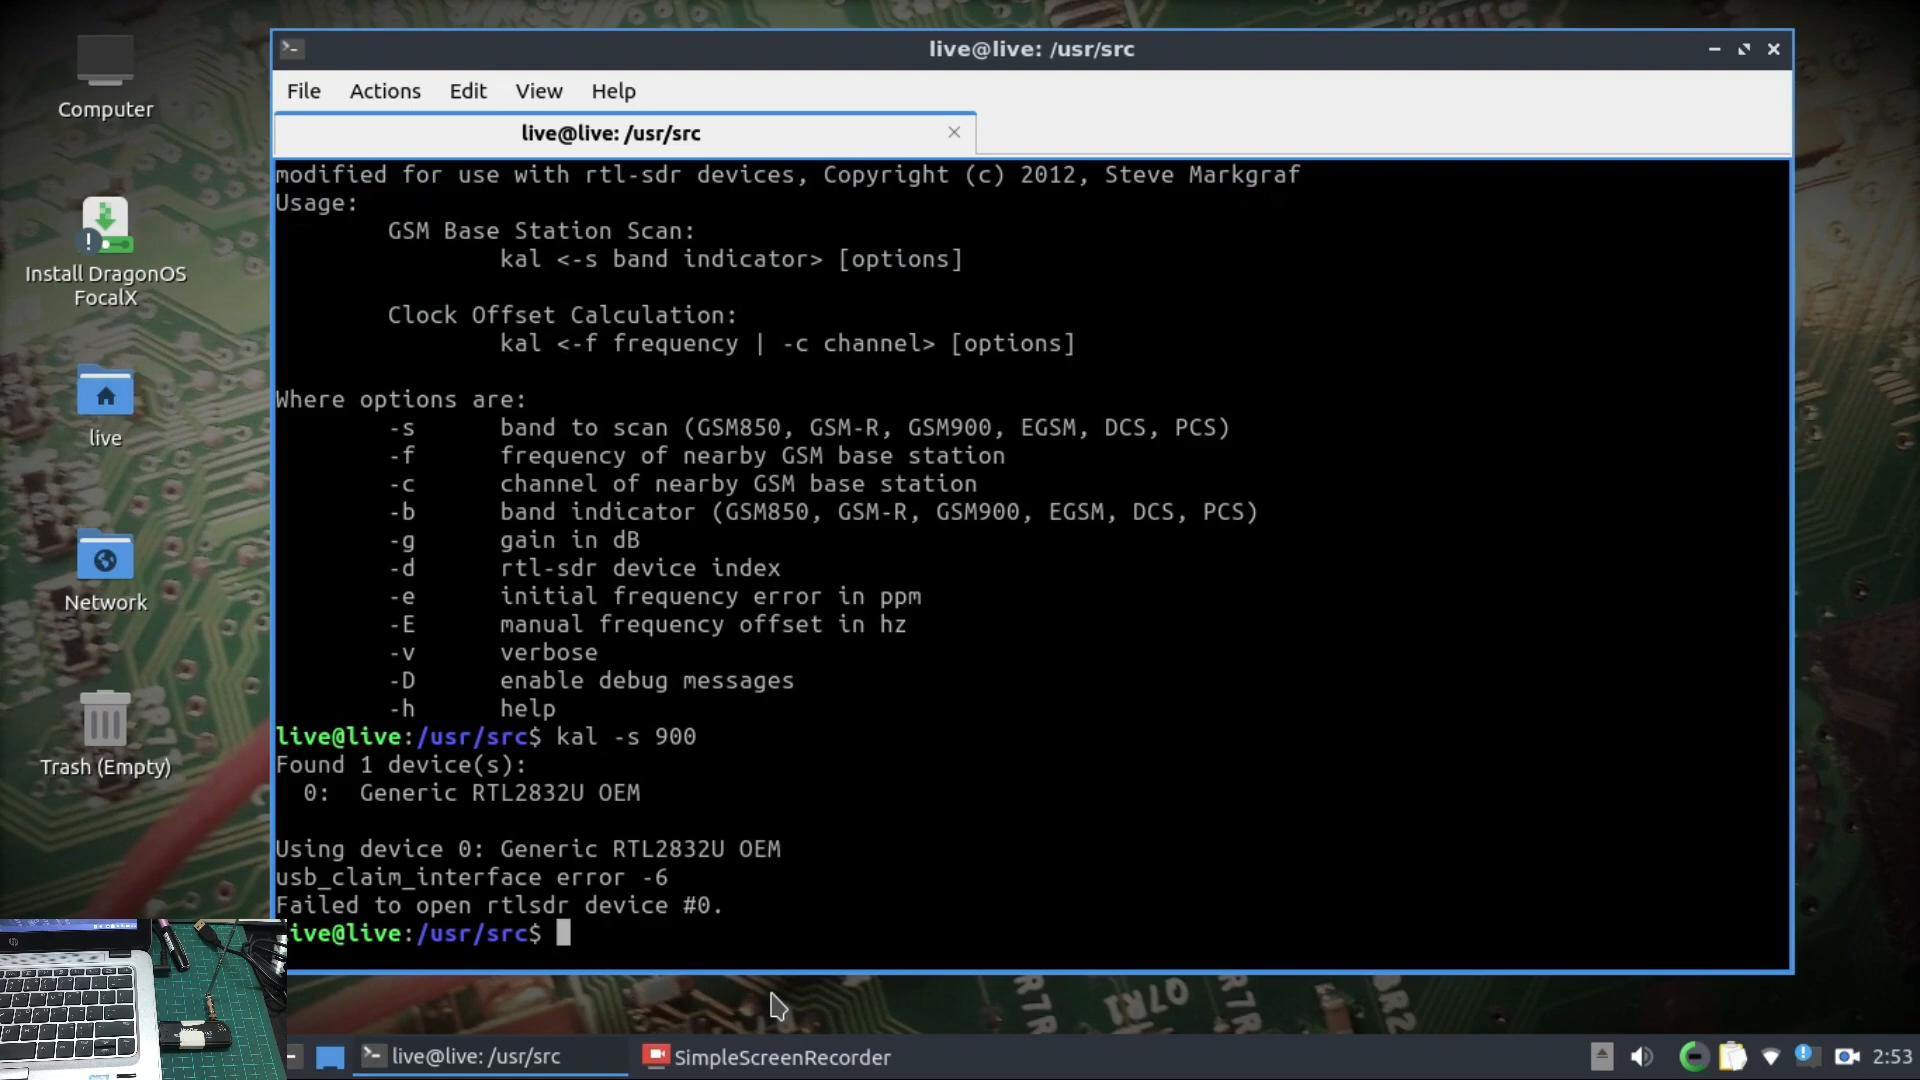 live@live: /usr/src
File Actions Edit View Help
live@live: /usr/src
modified for use with rtl-sdr devices, Copyright (c) 2012, Steve Markgraf
Usage:
GSM Base Station Scan:
kal <-s band indicator> [options]
Clock Offset Calculation:
kal <-f frequency | -c channel> [options]
Where options are:
-s band to scan (GSM850, GSM-R, GSM900, EGSM, DCS, PCS)
-f frequency of nearby GSM base station
-c channel of nearby GSM base station
-b band indicator (GSM850, GSM-R, GSM900, EGSM, DCS, PCS)
-g gain in dB
-d rtl-sdr device index
-e initial frequency error in ppm
-E manual frequency offset in hz
-v verbose
-D enable debug messages
-h help
live@live:/usr/src$ kal -s 900
Found 1 device(s):
0: Generic RTL2832U OEM
Using device 0: Generic RTL2832U OEM
usb_claim_interface error -6
Failed to open rtlsdr device #0.
ive@live:/usr/src$
Computer
Install DragonOS
FocalX
live
Network
Trash (Empty)
R7R
R7R
live@live: /usr/src
SimpleScreenRecorder
2:53